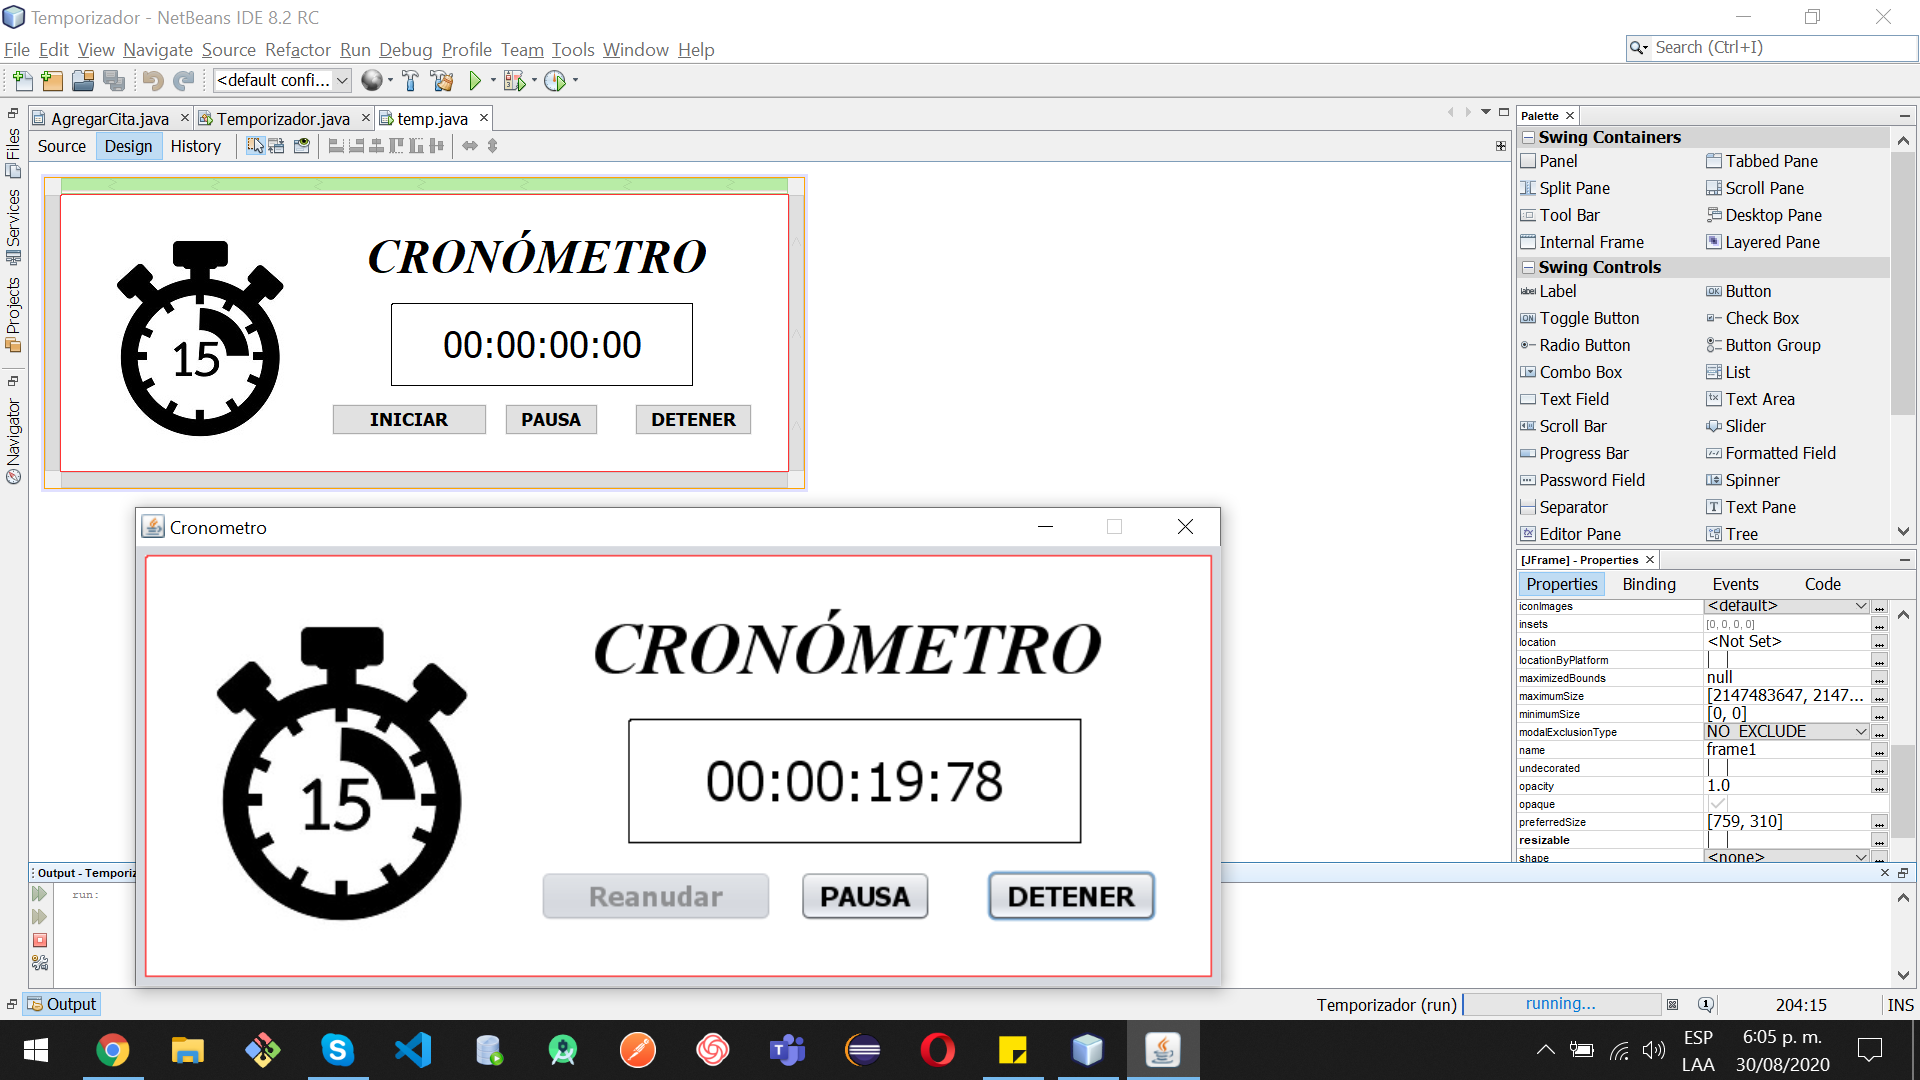 Temporizador - NetBeans IDE 8.2 RC
File Edit View Navigate Source Refactor Run Debug Profile Team Tools Window Help
Search (Ctrl+I)
<default confi...
AgregarCita.java
Temporizador.java
temp.java
Source Design History
Files
Services
Projects
Navigator
CRONÓMETRO
15
00:00:00:00
INICIAR PAUSA DETENER
Cronometro
CRONÓMETRO
15
00:00:19:78
Reanudar PAUSA DETENER
Palette
Swing Containers
Panel Tabbed Pane
Split Pane Scroll Pane
Tool Bar Desktop Pane
Internal Frame Layered Pane
Swing Controls
label Label OK Button
ON Toggle Button Check Box
Radio Button Button Group
Combo Box List
Text Field Text Area
Scroll Bar Slider
Progress Bar Formatted Field
Password Field Spinner
Separator Text Pane
Editor Pane Tree
[JFrame] - Properties
Properties Binding Events Code
iconImages <default> ...
insets [0, 0, 0, 0] ...
location <Not Set> ...
locationByPlatform ...
maximizedBounds null ...
maximumSize [2147483647, 2147... ...
minimumSize [0, 0] ...
modalExclusionType NO_EXCLUDE ...
name frame1 ...
undecorated ...
opacity 1.0 ...
opaque
preferredSize [759, 310] ...
resizable ...
shape <none> ...
Output - Temporiz
run:
Output
Temporizador (run) running... 204:15 INS
ESP
LAA
6:05 p. m.
30/08/2020